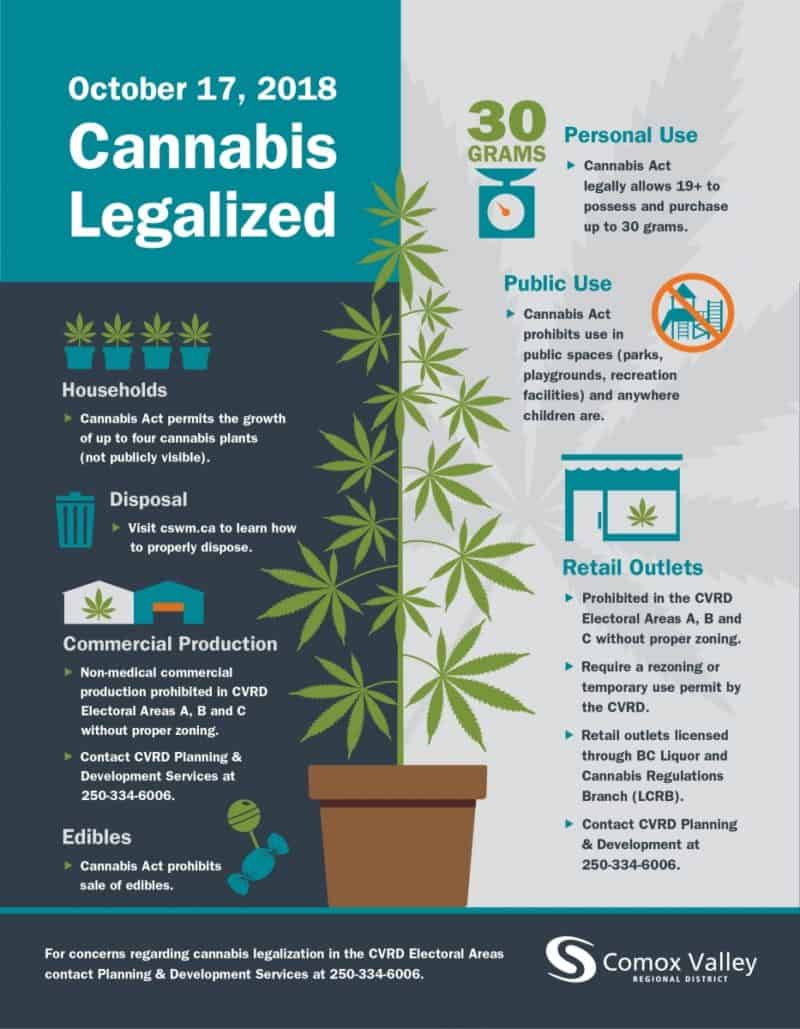 October 17, 2018
Cannabis
Legalized
Households
Cannabis Act permits the growth
of up to four cannabis plants
(not publicly visible).
Disposal
Visit cswm.ca to learn how
to properly dispose.
Commercial Production
Non-medical commercial
production prohibited in CVRD
Electoral Areas A, B and C
without proper zoning.
Contact CVRD Planning &
Development Services at
250-334-6006.
Edibles
Cannabis Act prohibits
sale of edibles.
30
GRAMS
Personal Use
Cannabis Act
legally allows 19+ to
possess and purchase
up to 30 grams.
Public Use
Cannabis Act
prohibits use in
public spaces (parks,
playgrounds, recreation
facilities) and anywhere
children are.
Retail Outlets
Prohibited in the CVRD
Electoral Areas A, B and
C without proper zoning.
Require a rezoning or
temporary use permit by
the CVRD.
Retail outlets licensed
through BC Liquor and
Cannabis Regulations
Branch (LCRB).
Contact CVRD Planning
& Development at
250-334-6006.
For concerns regarding cannabis legalization in the CVRD Electoral Areas
contact Planning & Development Services at 250-334-6006.
Comox Valley
REGIONAL DISTRICT